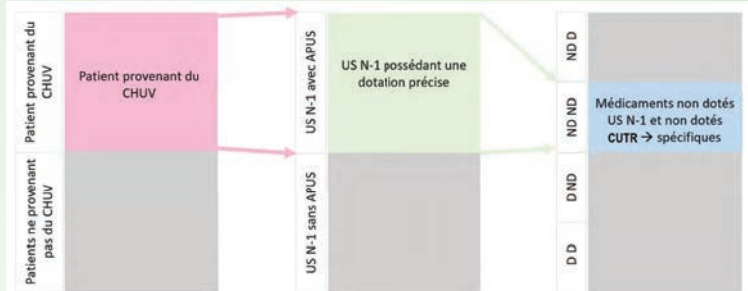 Patient provenant du
CHUV
Patients ne provenant
pas du CHUV
Patient provenant du
CHUV
US N-1 avec APUS
US N-1 sans APUS
US N-1 possédant une
dotation précise
ND D
ND ND
D ND
D D
Médicaments non dotés
US N-1 et non dotés
CUTR → spécifiques